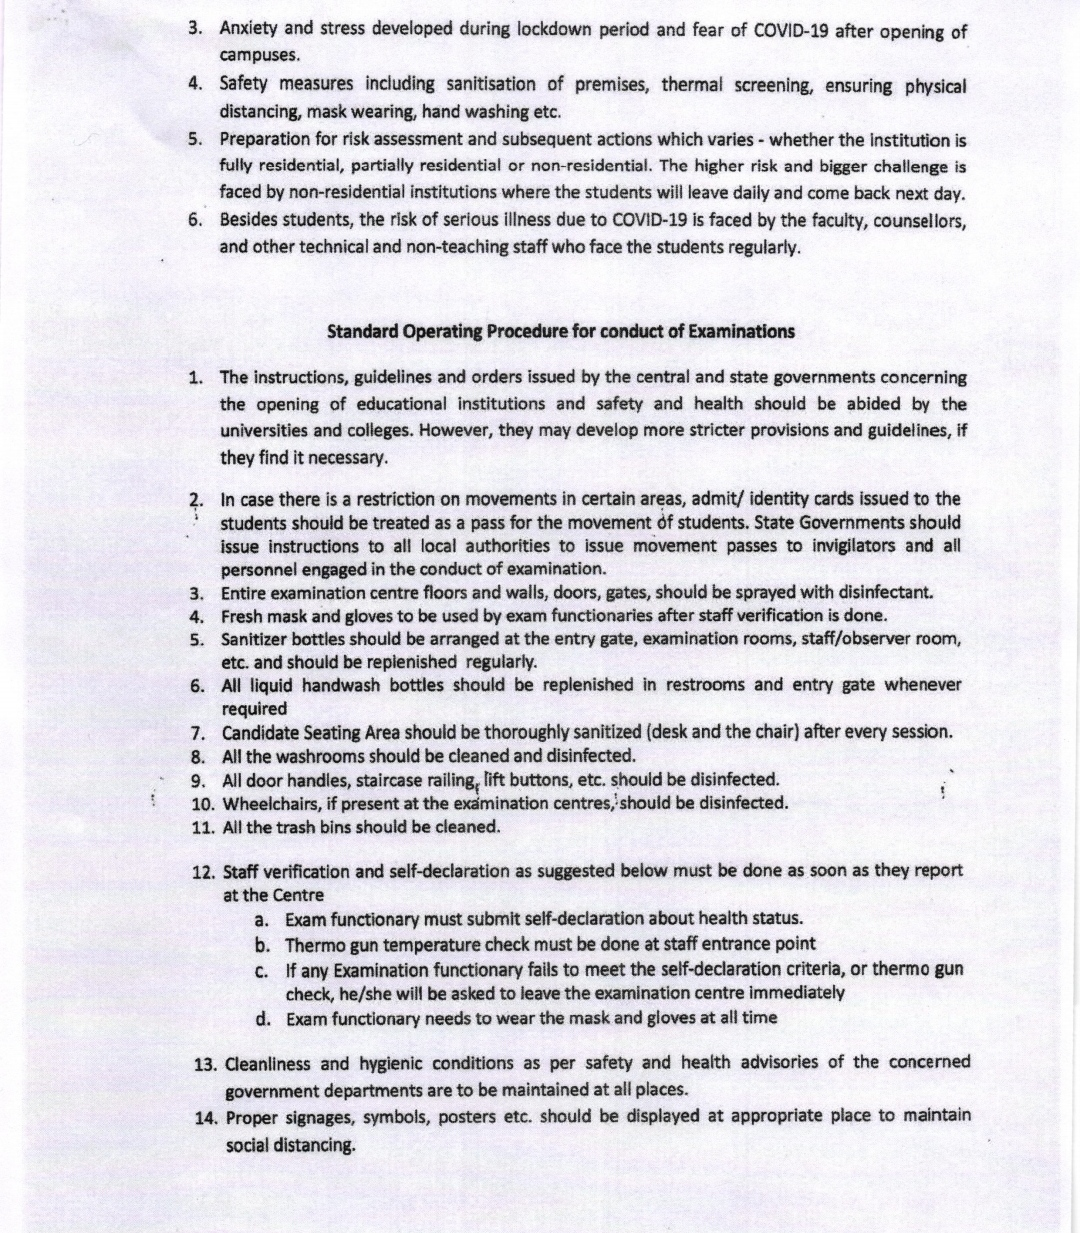 3. Anxiety and stress developed during lockdown period and fear of COVID-19 after opening of
campuses.
4. Safety measures including sanitisation of premises, thermal screening, ensuring physical
distancing, mask wearing, hand washing etc.
5. Preparation for risk assessment and subsequent actions which varies - whether the institution is
fully residential, partially residential or non-residential. The higher risk and bigger challenge is
faced by non-residential institutions where the students will leave daily and come back next day.
6. Besides students, the risk of serious illness due to COVID-19 is faced by the faculty, counsellors,
and other technical and non-teaching staff who face the students regularly.
Standard Operating Procedure for conduct of Examinations
1. The instructions, guidelines and orders issued by the central and state governments concerning
the opening of educational institutions and safety and health should be abided by the
universities and colleges. However, they may develop more stricter provisions and guidelines, if
they find it necessary.
2. In case there is a restriction on movements in certain areas, admit/ identity cards issued to the
students should be treated as a pass for the movement of students. State Governments should
issue instructions to all local authorities to issue movement passes to invigilators and all
personnel engaged in the conduct of examination.
3. Entire examination centre floors and walls, doors, gates, should be sprayed with disinfectant.
4. Fresh mask and gloves to be used by exam functionaries after staff verification is done.
5. Sanitizer bottles should be arranged at the entry gate, examination rooms, staff/observer room,
etc. and should be replenished regularly.
6. All liquid handwash bottles should be replenished in restrooms and entry gate whenever
required
7. Candidate Seating Area should be thoroughly sanitized (desk and the chair) after every session.
8. All the washrooms should be cleaned and disinfected.
9. All door handles, staircase railing, lift buttons, etc. should be disinfected.
10. Wheelchairs, if present at the examination centres, should be disinfected.
11. All the trash bins should be cleaned.
12. Staff verification and self-declaration as suggested below must be done as soon as they report
at the Centre
a. Exam functionary must submit self-declaration about health status.
b. Thermo gun temperature check must be done at staff entrance point
c. If any Examination functionary fails to meet the self-declaration criteria, or thermo gun
check, he/she will be asked to leave the examination centre immediately
d. Exam functionary needs to wear the mask and gloves at all time
13. Cleanliness and hygienic conditions as per safety and health advisories of the concerned
government departments are to be maintained at all places.
14. Proper signages, symbols, posters etc. should be displayed at appropriate place to maintain
social distancing.